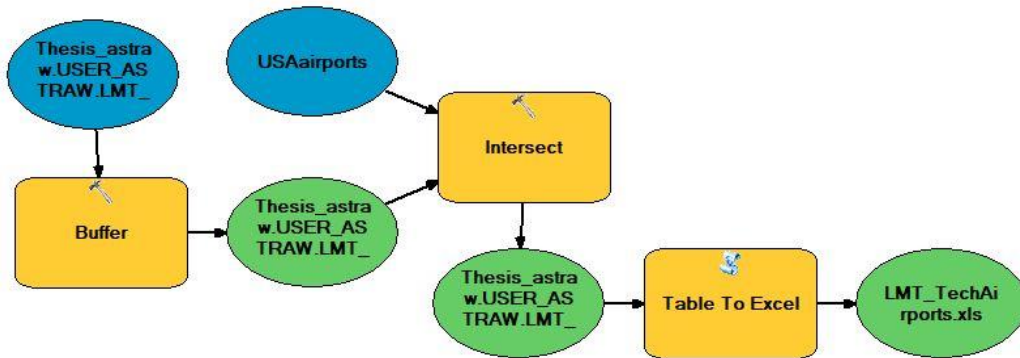 Thesis_astra
w.USER_AS
TRAW.LMT_
USAairports
Intersect
Buffer
Thesis_astra
w.USER_AS
TRAW.LMT_
Thesis_astra
w.USER_AS
TRAW.LMT_
Table To Excel
LMT_TechAi
rports.xls